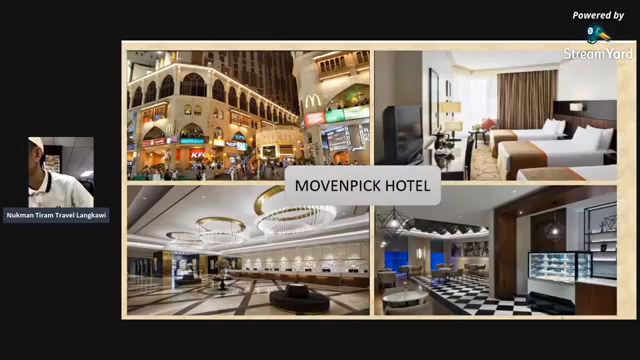 Powered by
StreamYard
M
KFC
MOVENPICK HOTEL
Nukman Tiram Travel Langkawi